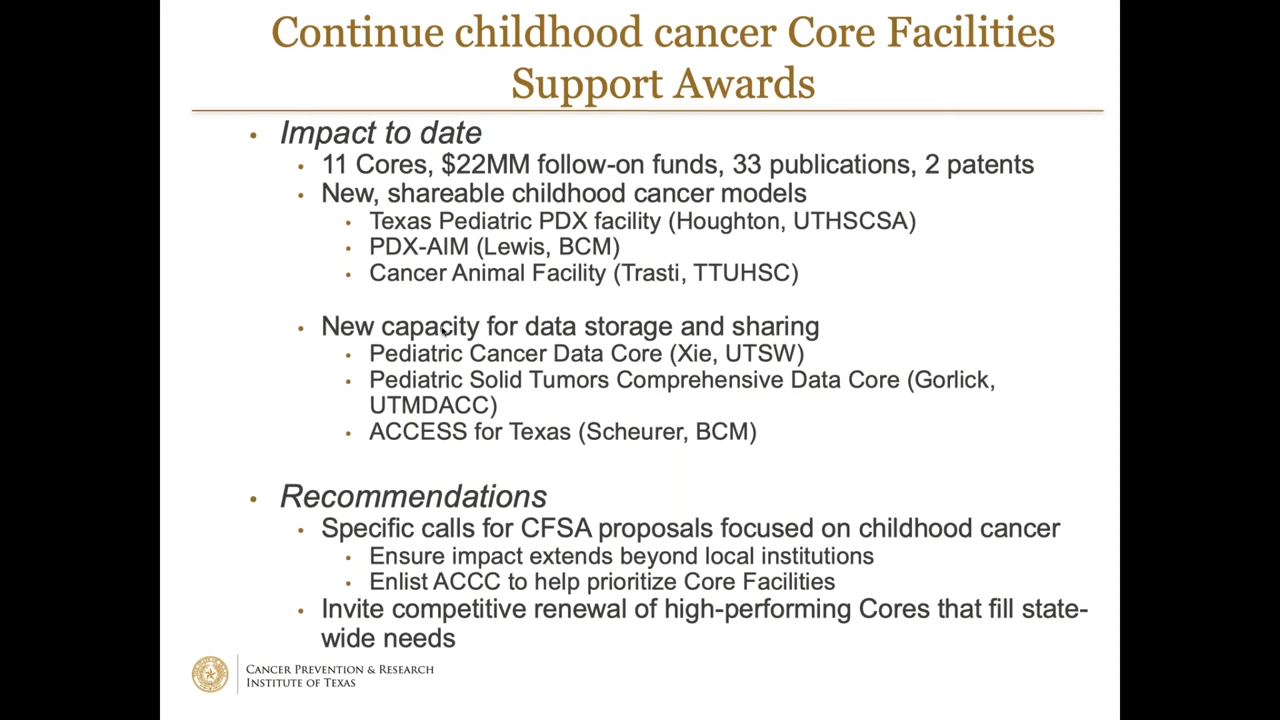 Continue childhood cancer Core Facilities
Support Awards
• Impact to date
• 11 Cores, $22MM follow-on funds, 33 publications, 2 patents
• New, shareable childhood cancer models
• Texas Pediatric PDX facility (Houghton, UTHSCSA)
• PDX-AIM (Lewis, BCM)
• Cancer Animal Facility (Trasti, TTUHSC)
• New capacity for data storage and sharing
• Pediatric Cancer Data Core (Xie, UTSW)
• Pediatric Solid Tumors Comprehensive Data Core (Gorlick,
UTMDACC)
• ACCESS for Texas (Scheurer, BCM)
• Recommendations
• Specific calls for CFSA proposals focused on childhood cancer
• Ensure impact extends beyond local institutions
• Enlist ACCC to help prioritize Core Facilities
• Invite competitive renewal of high-performing Cores that fill state-
wide needs
Cancer Prevention & Research
Institute of Texas